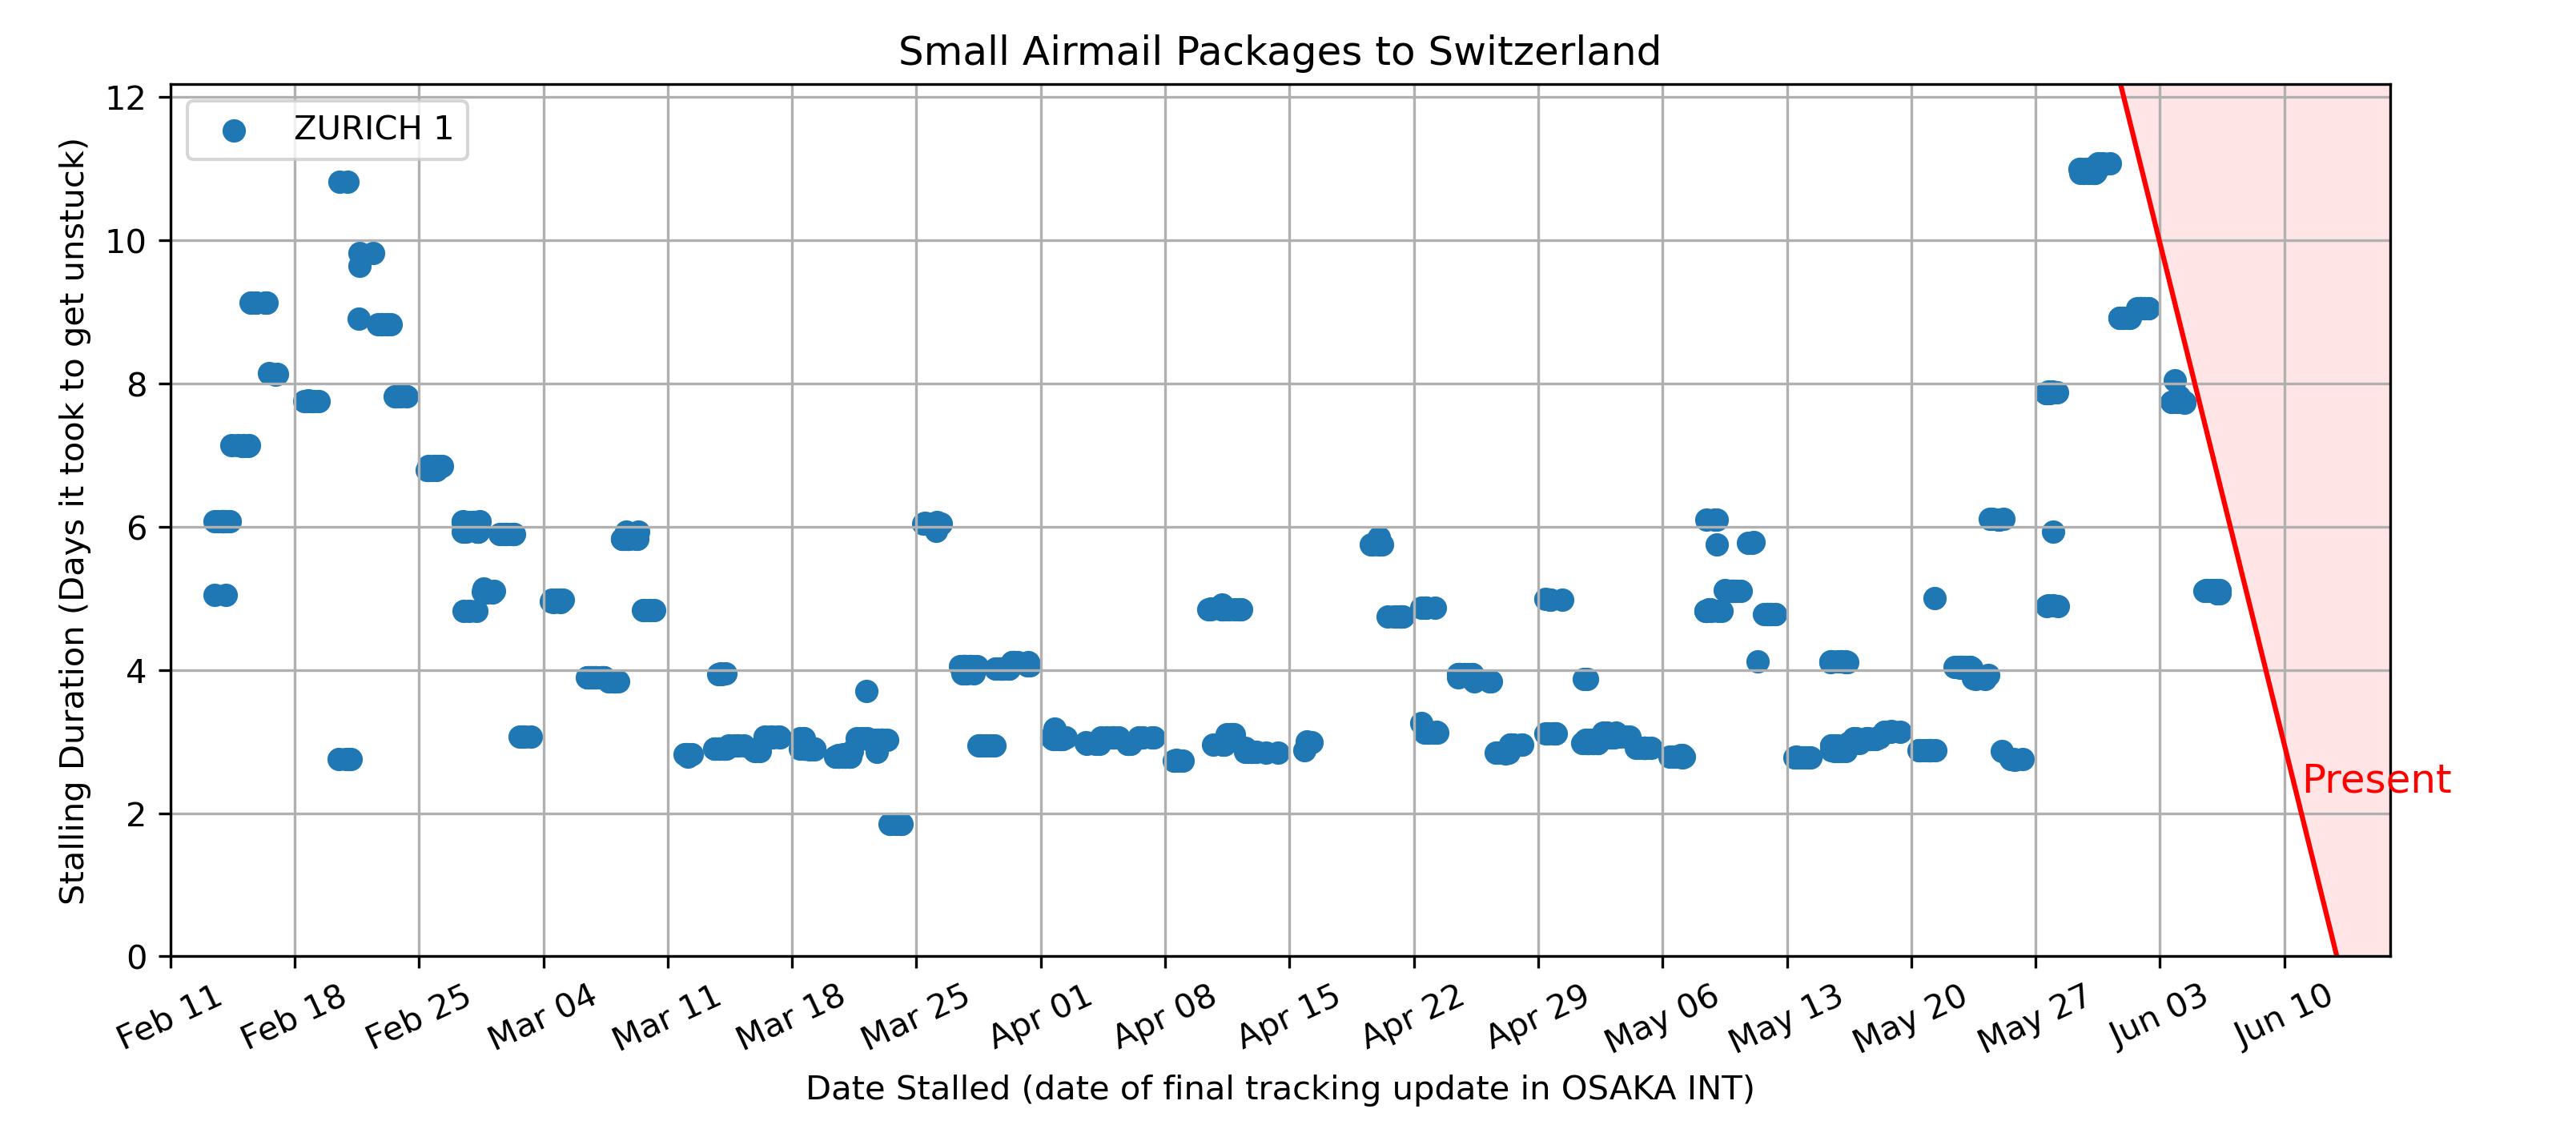 Small Airmail Packages to Switzerland
ZURICH 1
Stalling Duration (Days it took to get unstuck)
12
10
8
6
4
2
0
Present
Feb 11
Feb 18
Feb 25
Mar 04
Mar 11
Mar 18
Mar 25
Apr 01
Apr 08
Apr 15
Apr 22
Apr 29
May 06
May 13
May 20
May 27
Jun 03
Jun 10
Date Stalled (date of final tracking update in OSAKA INT)